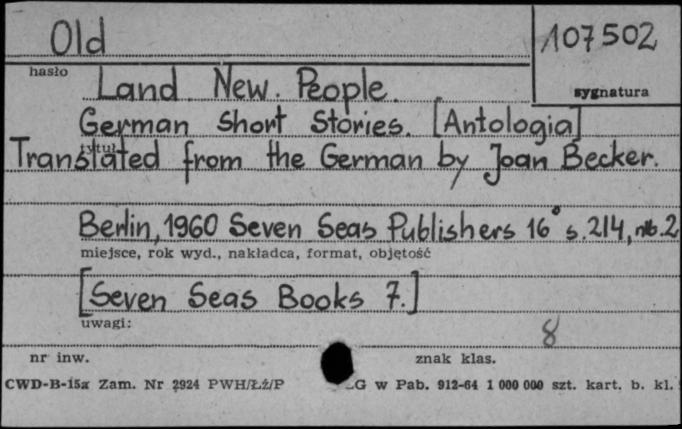 Old
107502
hasło
sygnatura
Land. New. People.
German Short Stories. [Antologia]
tytuł
Translated from the German by Joan Becker.
Berlin, 1960 Seven Seas Publishers 16° s. 214, nlb. 2
miejsce, rok wyd., nakładca, format, objętość
[Seven Seas Books 7.]
uwagi:
8
nr inw.
znak klas.
CWD-B-15a Zam. Nr 2924 PWH/ŁŻ/P
G w Pab. 912-64 1 000 000 szt. kart. b. kl.